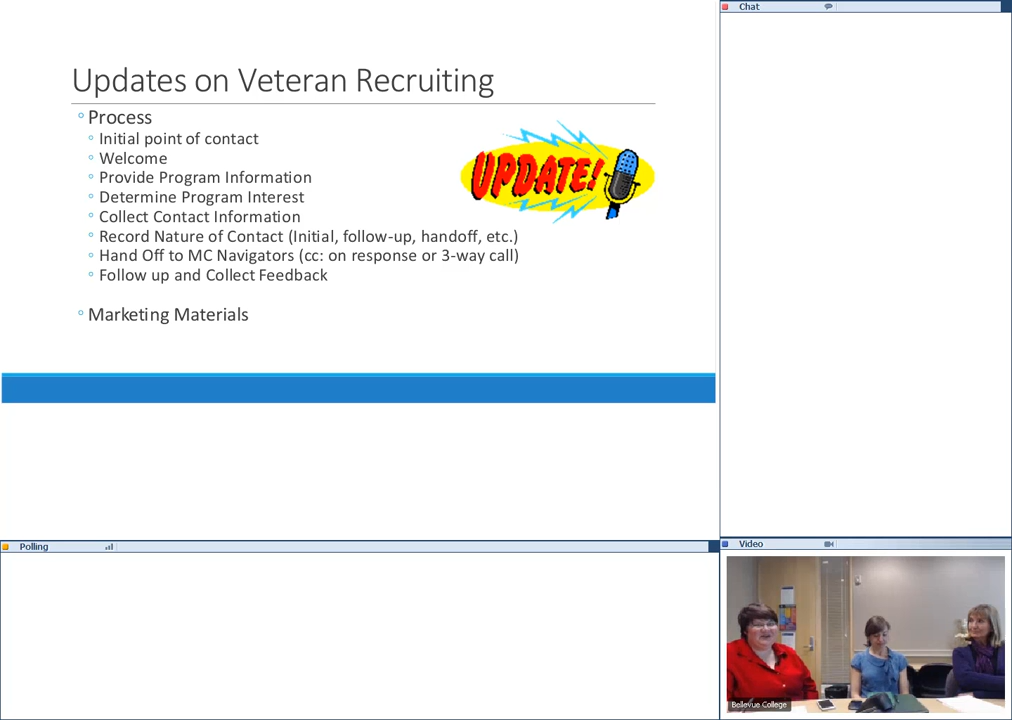 Updates on Veteran Recruiting
Process
Initial point of contact
Welcome
Provide Program Information
Determine Program Interest
Collect Contact Information
Record Nature of Contact (Initial, follow-up, handoff, etc.)
Hand Off to MC Navigators (cc: on response or 3-way call)
Follow up and Collect Feedback
Marketing Materials
UPDATE!
Chat
Polling
Video
Bellevue College